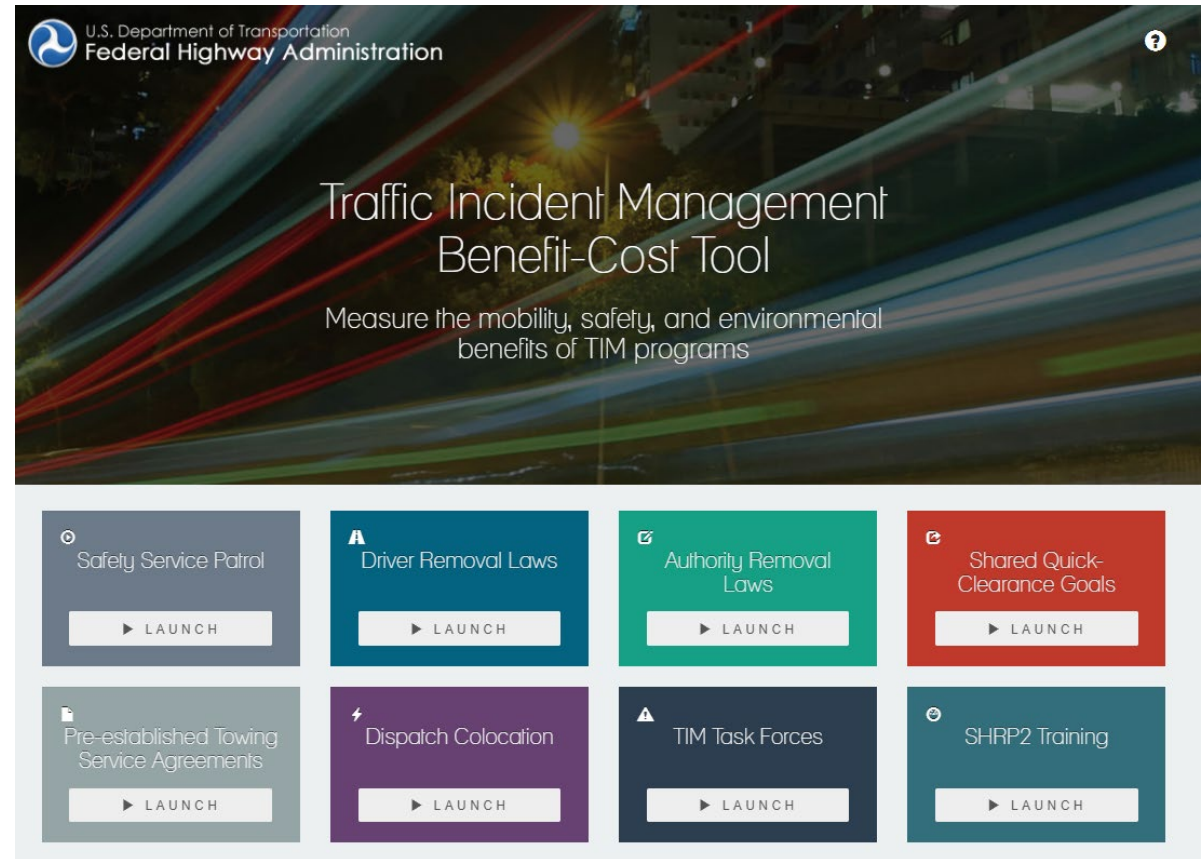 U.S. Department of Transportation
Federal Highway Administration
?
Traffic Incident Management
Benefit-Cost Tool
Measure the mobility, safety, and environmental
benefits of TIM programs
Safety Service Patrol
LAUNCH
Driver Removal Laws
LAUNCH
Authority Removal
Laws
LAUNCH
Shared Quick-
Clearance Goals
LAUNCH
Pre-established Towing
Service Agreements
LAUNCH
Dispatch Colocation
LAUNCH
TIM Task Forces
LAUNCH
SHRP2 Training
LAUNCH